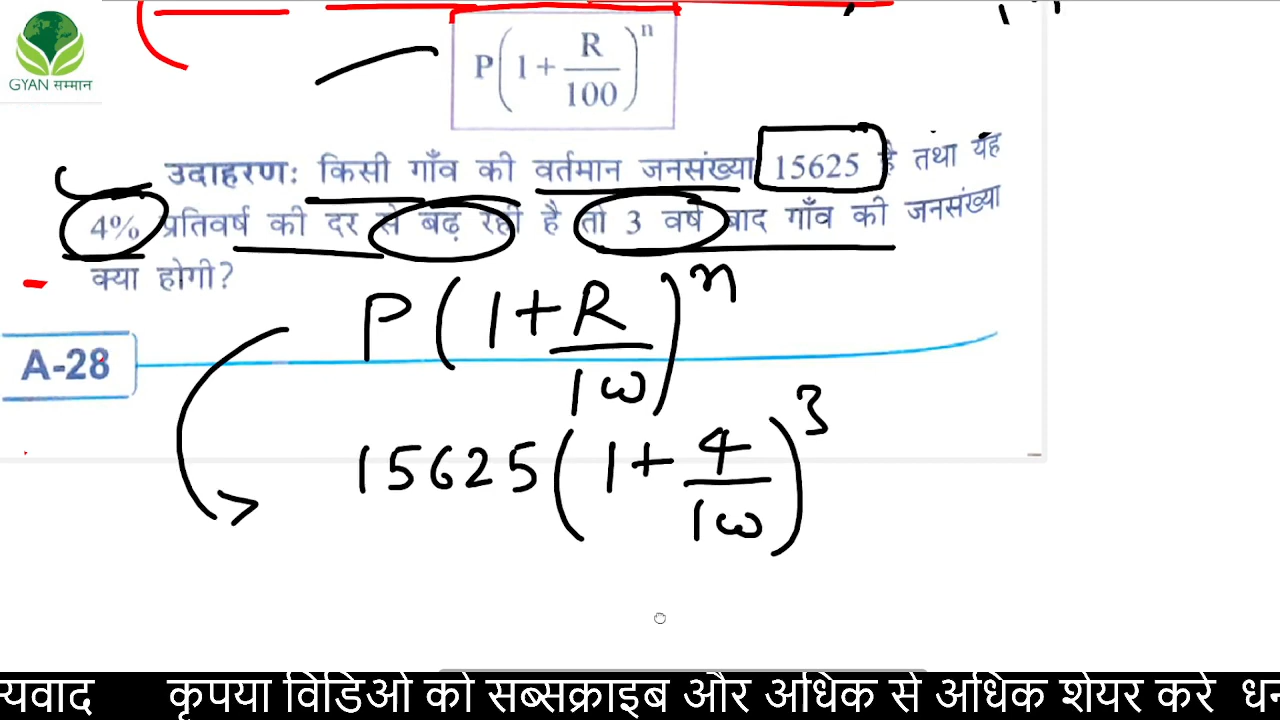 GYAN सम्मान
P(1 + R/100)^n
उदाहरण: किसी गाँव की वर्तमान जनसंख्या 15625 है तथा यह
4% प्रतिवर्ष की दर से बढ़ रही है तो 3 वर्ष बाद गाँव की जनसंख्या
क्या होगी?
P(1+R/100)^n
A-28
15625(1+4/100)^3
न्यवाद कृपया विडिओ को सब्सक्राइब और अधिक से अधिक शेयर करे धन